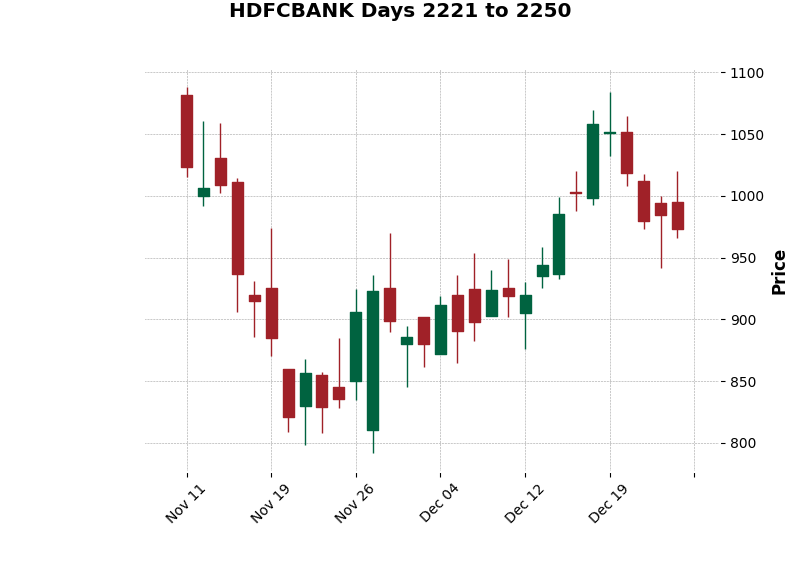 HDFCBANK Days 2221 to 2250
1100
1050
1000
950
900
850
800
Price
Nov 11
Nov 19
Nov 26
Dec 04
Dec 12
Dec 19